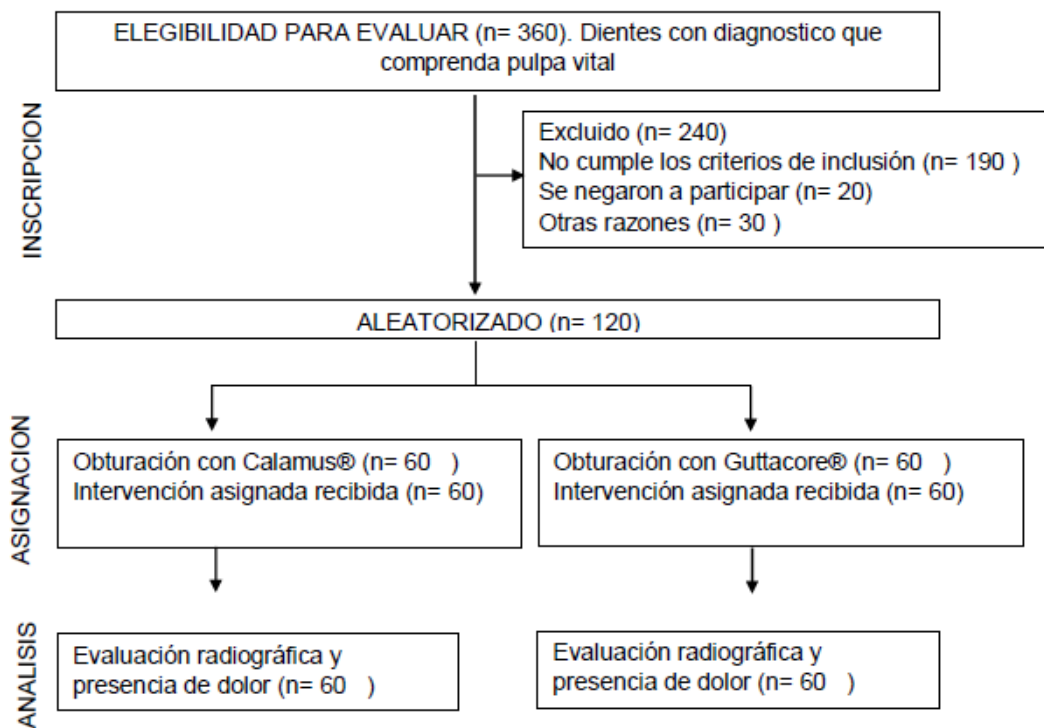 ELEGIBILIDAD PARA EVALUAR (n= 360). Dientes con diagnostico que
comprenda pulpa vital
INSCRIPCION
Excluido (n= 240)
No cumple los criterios de inclusión (n= 190 )
Se negaron a participar (n= 20)
Otras razones (n= 30 )
ALEATORIZADO (n= 120)
ASIGNACION
Obturación con Calamus® (n= 60 )
Intervención asignada recibida (n= 60)
Obturación con Guttacore® (n= 60 )
Intervención asignada recibida (n= 60)
ANALISIS
Evaluación radiográfica y
presencia de dolor (n= 60 )
Evaluación radiográfica y
presencia de dolor (n= 60 )